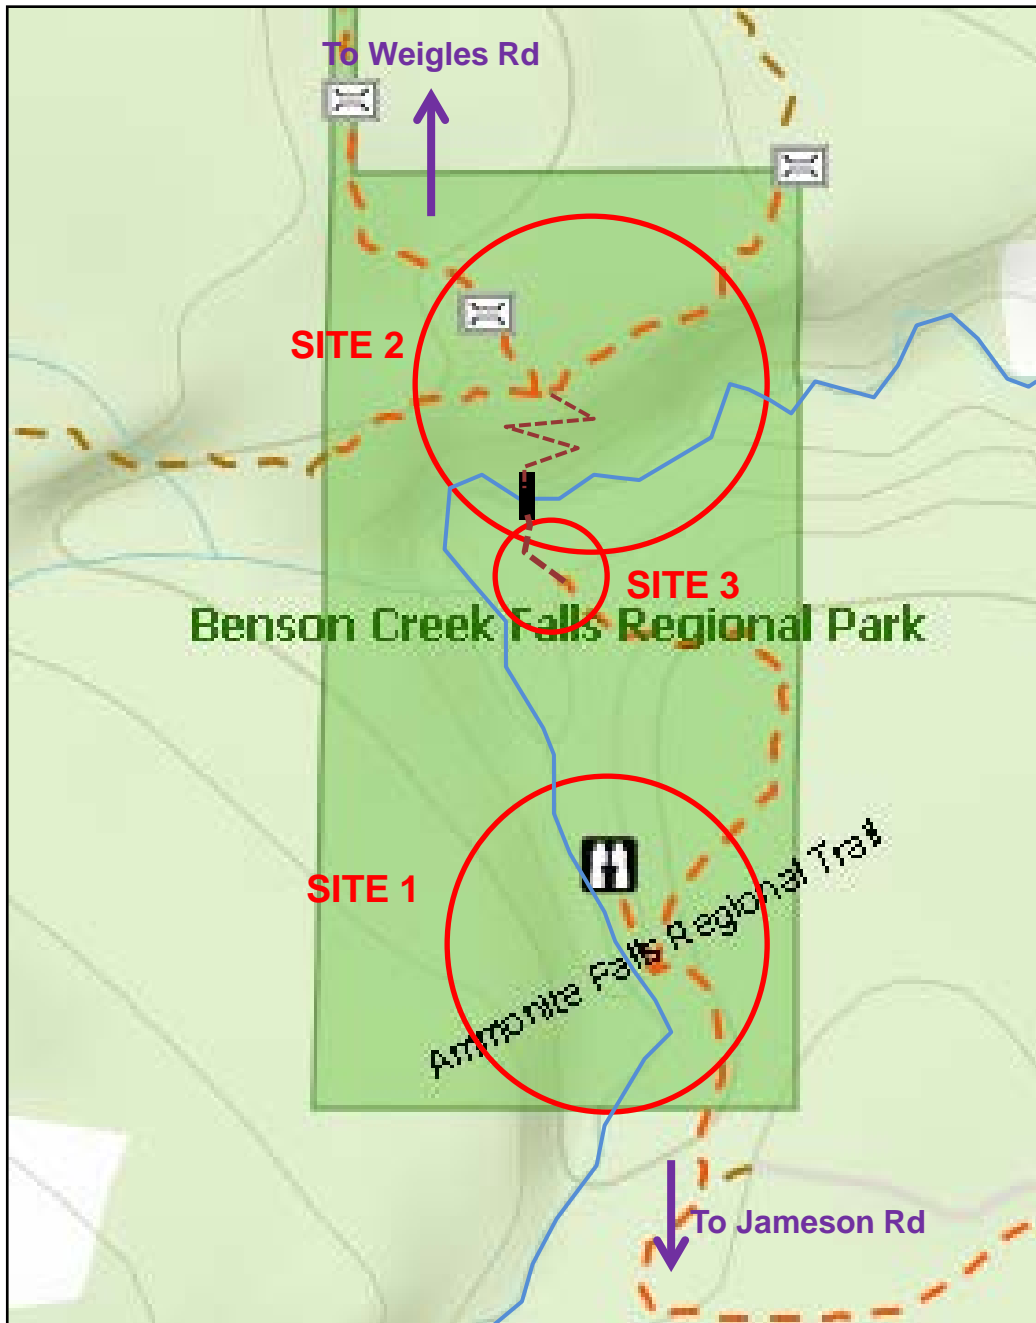 To Weigles Rd
SITE 2
SITE 3
Benson Creek Falls Regional Park
SITE 1
Ammonite Falls Regional Trail
To Jameson Rd